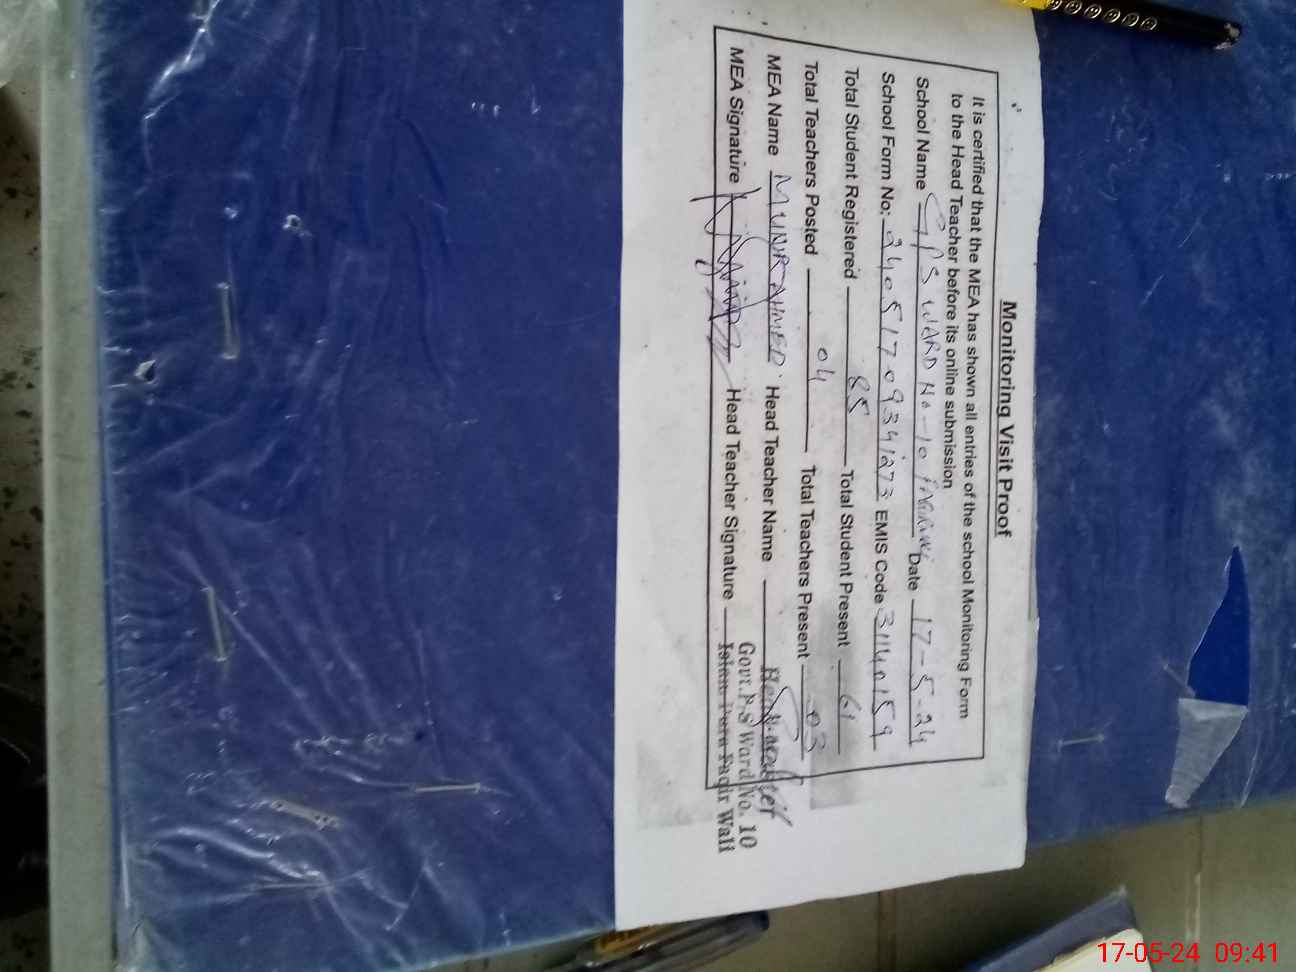 Monitoring Visit Proof
It is certified that the MEA has shown all entries of the school Monitoring Form
to the Head Teacher before its online submission
School Name GPS WARD No-10 Date 17-5-24
School Form No: 24051709341273 EMIS Code 31140159
Total Student Registered 85 Total Student Present 61
Total Teachers Posted 04 Total Teachers Present 03
MEA Name MUNIR AHMED. Head Teacher Name
MEA Signature Head Teacher Signature
Govt. P/S Ward No. 10
Wali
17-05-24 09:41